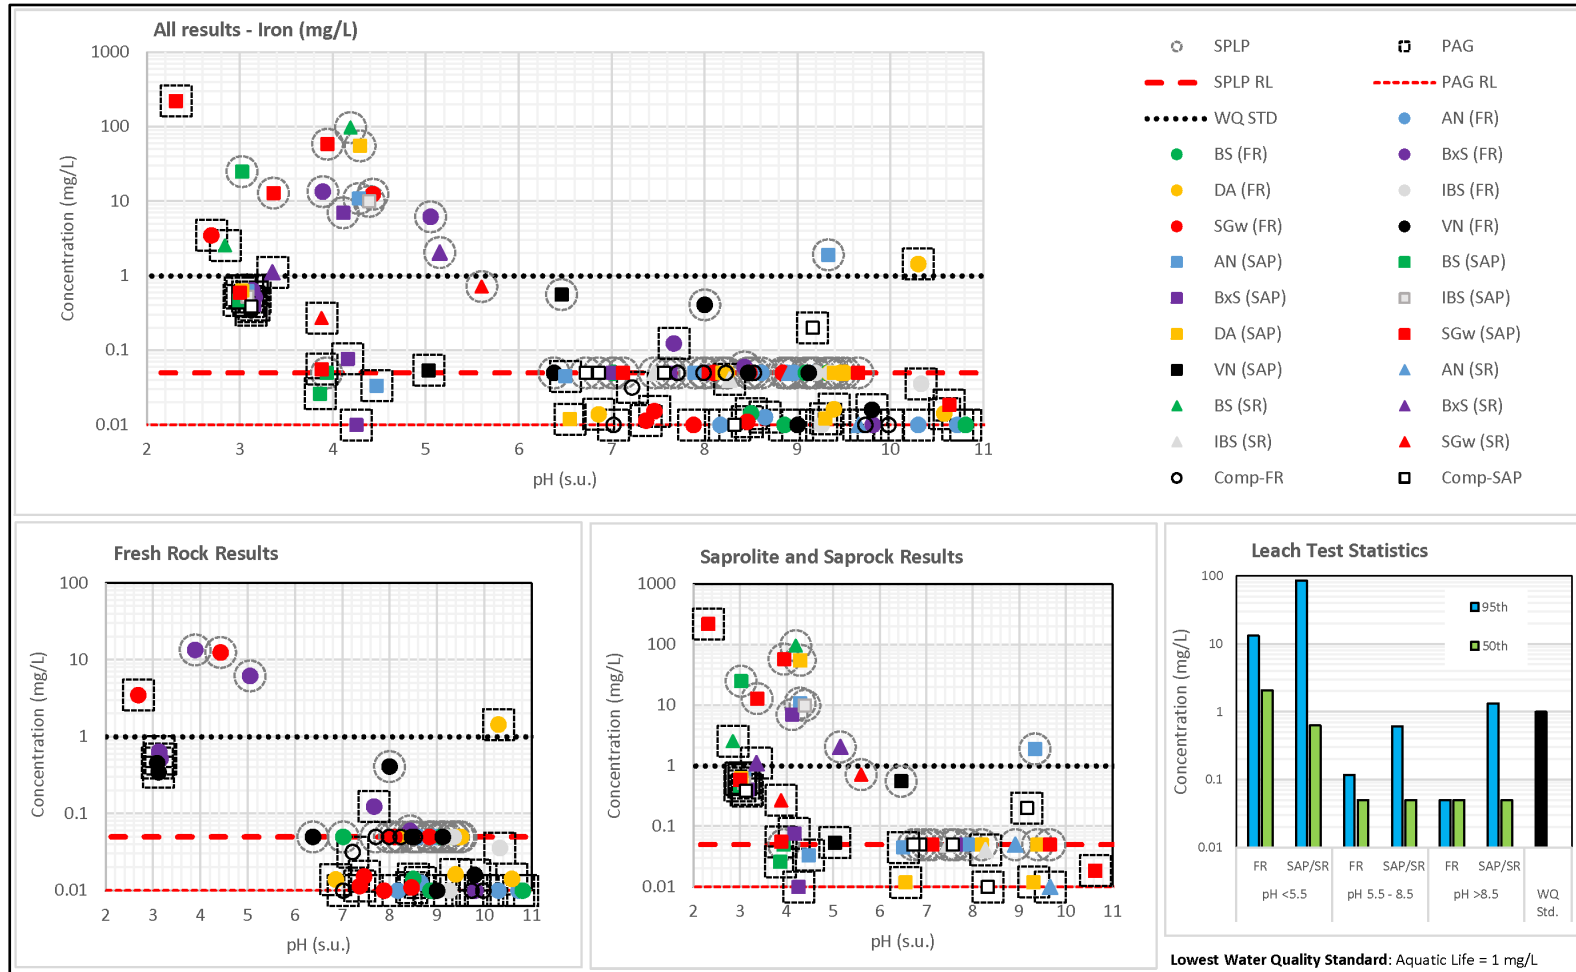 All results - Iron (mg/L)
Concentration (mg/L)
1000
100
10
1
0.1
0.01
2 3 4 5 6 7 8 9 10 11
pH (s.u.)
SPLP PAG
SPLP RL PAG RL
WQ STD AN (FR)
BS (FR) BxS (FR)
DA (FR) IBS (FR)
SGw (FR) VN (FR)
AN (SAP) BS (SAP)
BxS (SAP) IBS (SAP)
DA (SAP) SGw (SAP)
VN (SAP) AN (SR)
BS (SR) BxS (SR)
IBS (SR) SGw (SR)
Comp-FR Comp-SAP
Fresh Rock Results
Concentration (mg/L)
100
10
1
0.1
0.01
2 3 4 5 6 7 8 9 10 11
pH (s.u.)
Saprolite and Saprock Results
Concentration (mg/L)
1000
100
10
1
0.1
0.01
2 3 4 5 6 7 8 9 10 11
pH (s.u.)
Leach Test Statistics
Concentration (mg/L)
100
10
1
0.1
0.01
95th
50th
FR SAP/SR FR SAP/SR FR SAP/SR WQ
pH <5.5 pH 5.5 - 8.5 pH >8.5 Std.
Lowest Water Quality Standard: Aquatic Life = 1 mg/L